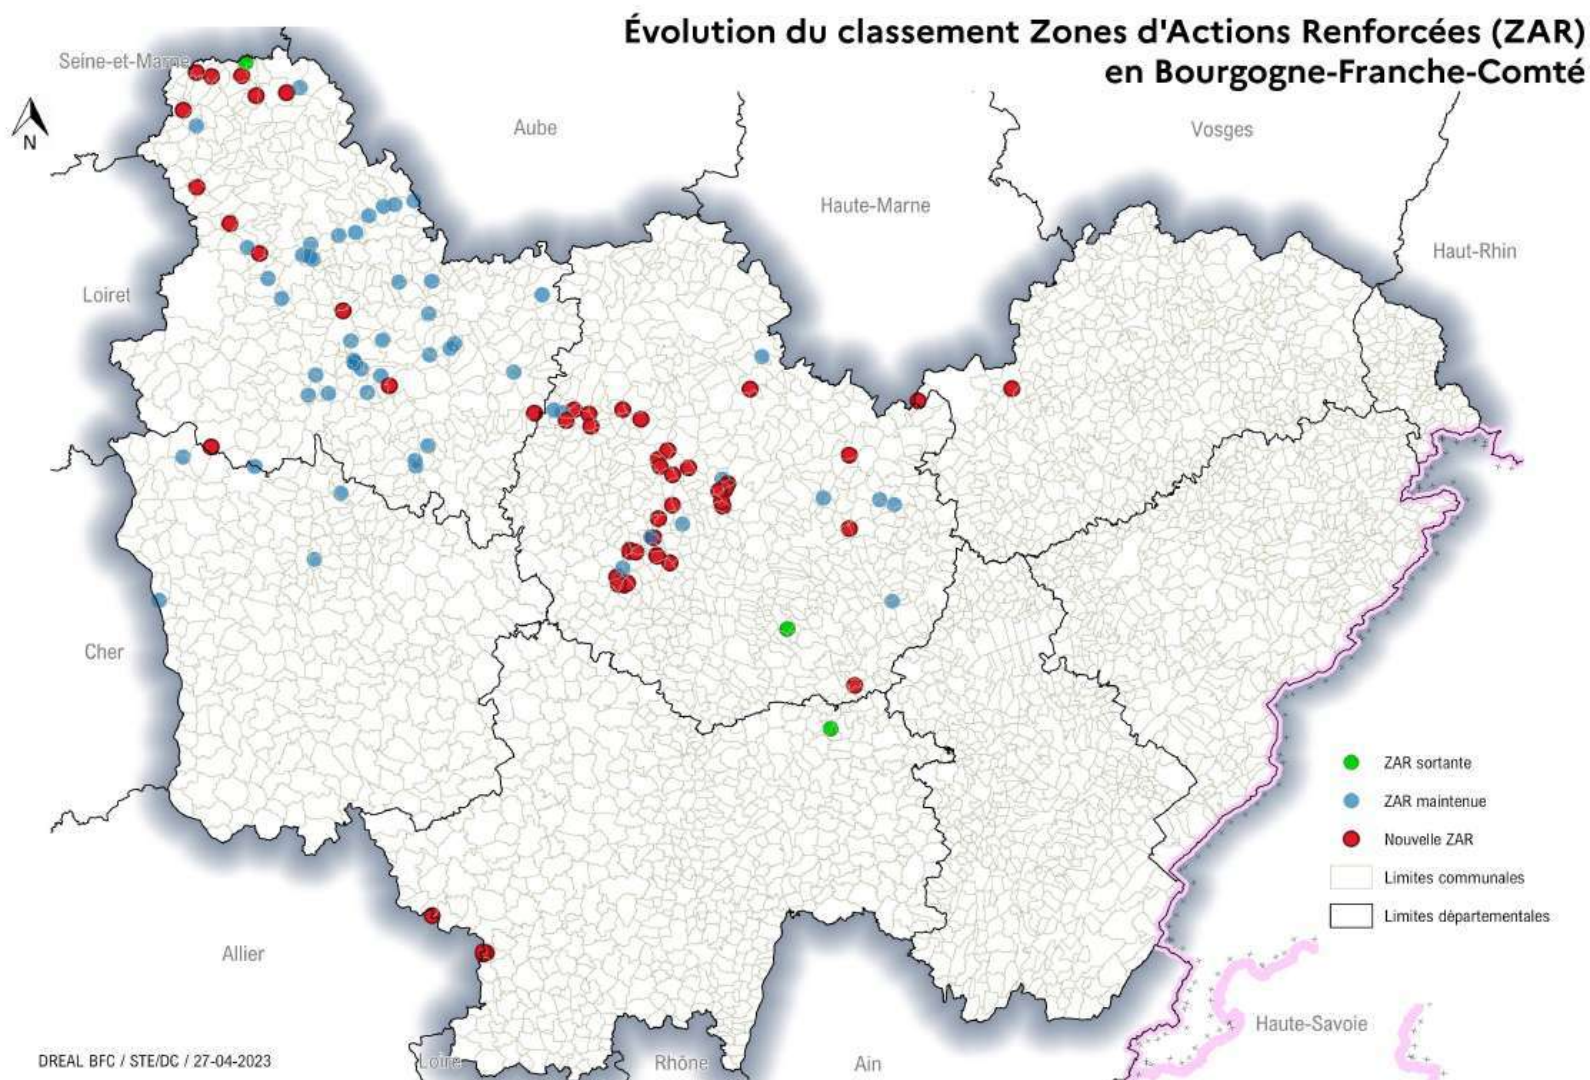 Évolution du classement Zones d'Actions Renforcées (ZAR)
en Bourgogne-Franche-Comté
Seine-et-Marne
N
Aube
Vosges
Haute-Marne
Haut-Rhin
Loiret
Cher
ZAR sortante
ZAR maintenue
Nouvelle ZAR
Limites communales
Limites départementales
Allier
Haute-Savoie
DREAL BFC / STE/DC / 27-04-2023
Loire
Rhône
Ain